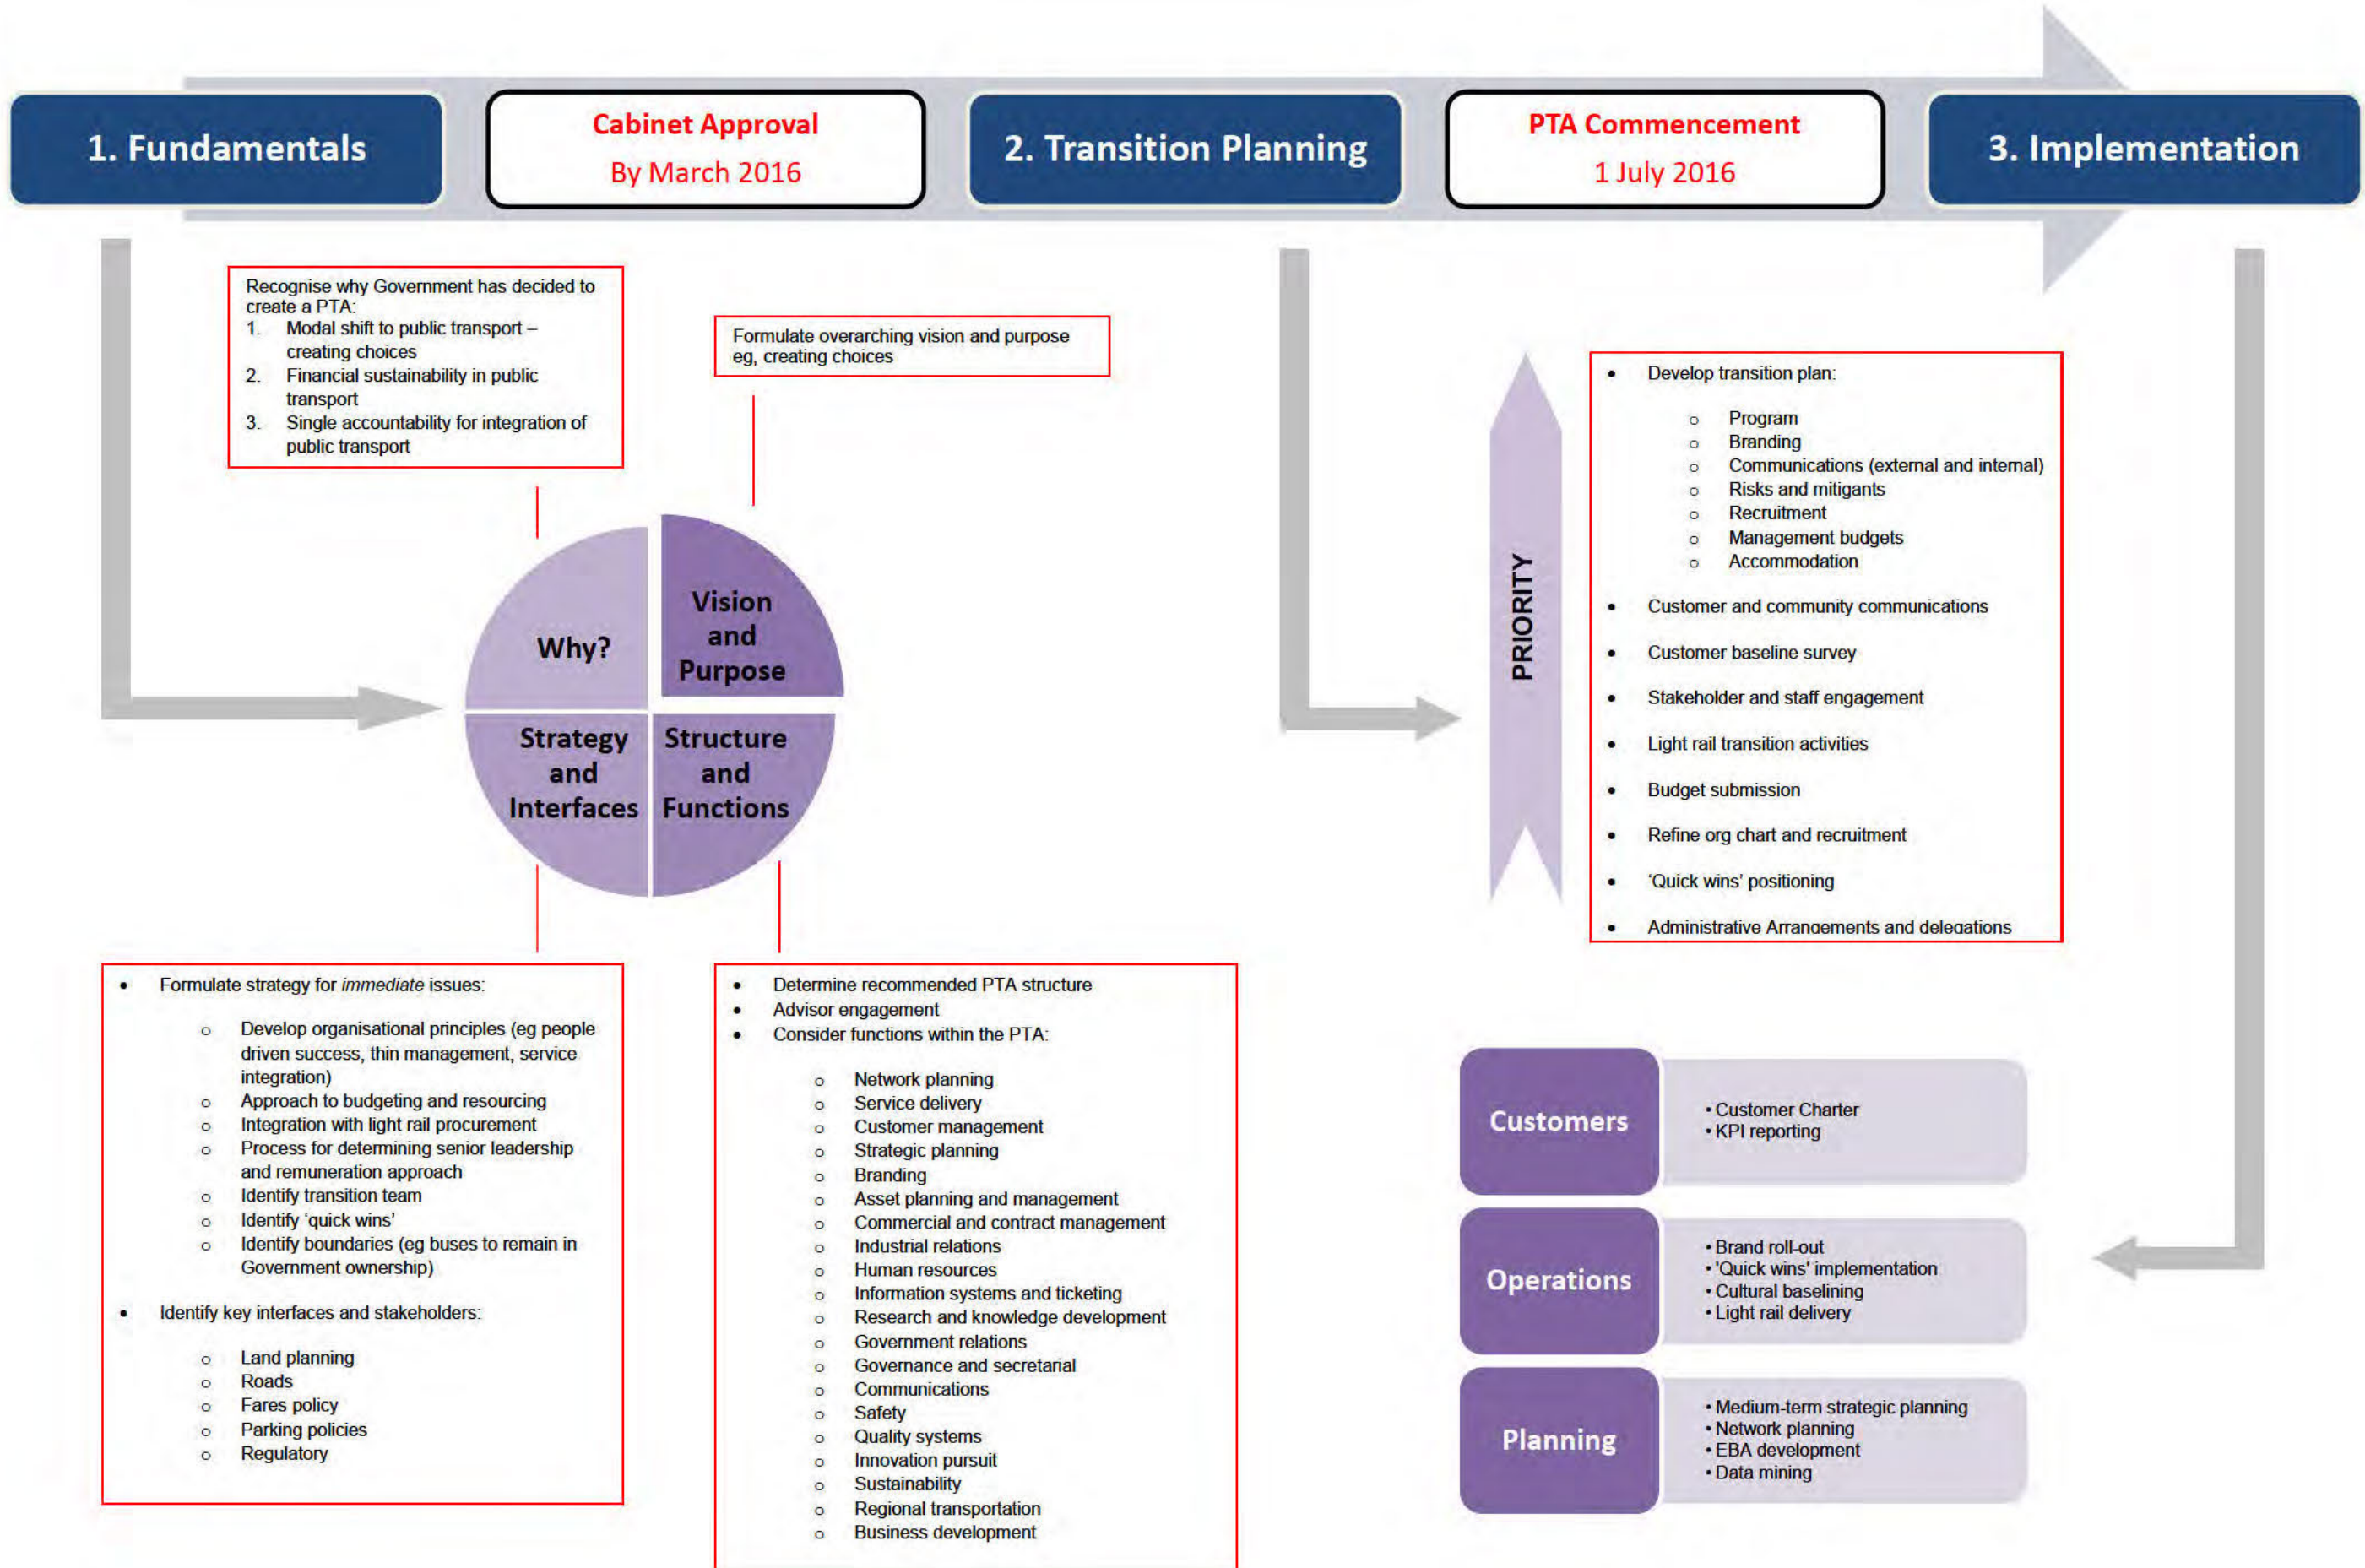 1. Fundamentals
Cabinet Approval
By March 2016
2. Transition Planning
PTA Commencement
1 July 2016
3. Implementation
Recognise why Government has decided to
create a PTA:
1. Modal shift to public transport –
creating choices
2. Financial sustainability in public
transport
3. Single accountability for integration of
public transport
Formulate overarching vision and purpose
eg, creating choices
Why?
Vision
and
Purpose
Strategy
and
Interfaces
Structure
and
Functions
• Formulate strategy for immediate issues:
o Develop organisational principles (eg people
driven success, thin management, service
integration)
o Approach to budgeting and resourcing
o Integration with light rail procurement
o Process for determining senior leadership
and remuneration approach
o Identify transition team
o Identify ‘quick wins’
o Identify boundaries (eg buses to remain in
Government ownership)
• Identify key interfaces and stakeholders:
o Land planning
o Roads
o Fares policy
o Parking policies
o Regulatory
• Determine recommended PTA structure
• Advisor engagement
• Consider functions within the PTA:
o Network planning
o Service delivery
o Customer management
o Strategic planning
o Branding
o Asset planning and management
o Commercial and contract management
o Industrial relations
o Human resources
o Information systems and ticketing
o Research and knowledge development
o Government relations
o Governance and secretarial
o Communications
o Safety
o Quality systems
o Innovation pursuit
o Sustainability
o Regional transportation
o Business development
PRIORITY
• Develop transition plan:
o Program
o Branding
o Communications (external and internal)
o Risks and mitigants
o Recruitment
o Management budgets
o Accommodation
• Customer and community communications
• Customer baseline survey
• Stakeholder and staff engagement
• Light rail transition activities
• Budget submission
• Refine org chart and recruitment
• ‘Quick wins’ positioning
• Administrative Arrangements and delegations
Customers
• Customer Charter
• KPI reporting
Operations
• Brand roll-out
• 'Quick wins' implementation
• Cultural baselining
• Light rail delivery
Planning
• Medium-term strategic planning
• Network planning
• EBA development
• Data mining